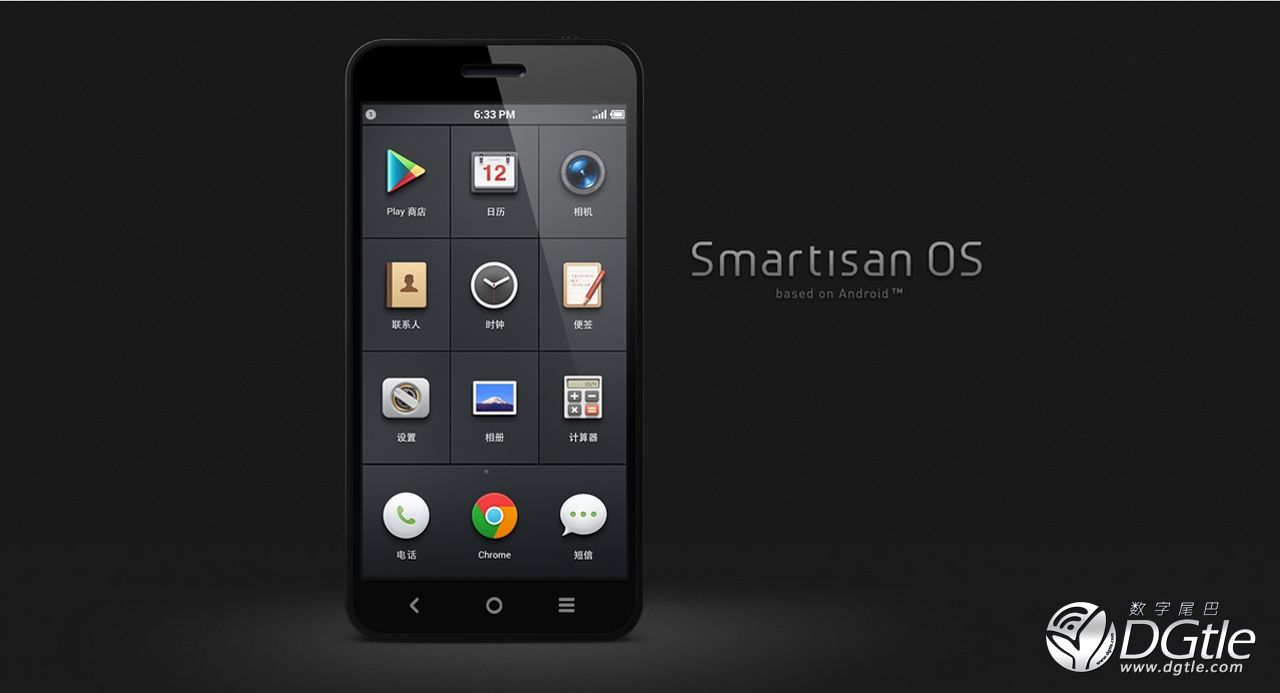 6:33 PM
12
Play 商店
日历
相机
联系人
时钟
便签
设置
相册
计算器
电话
Chrome
短信
Smartisan OS
based on Android™
数字尾巴
DGtle
www.dgtle.com